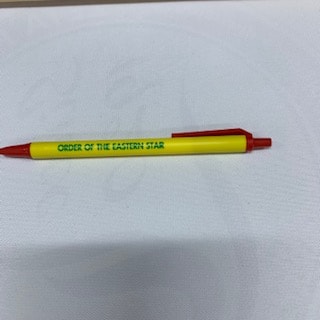 ORDER OF THE EASTERN STAR